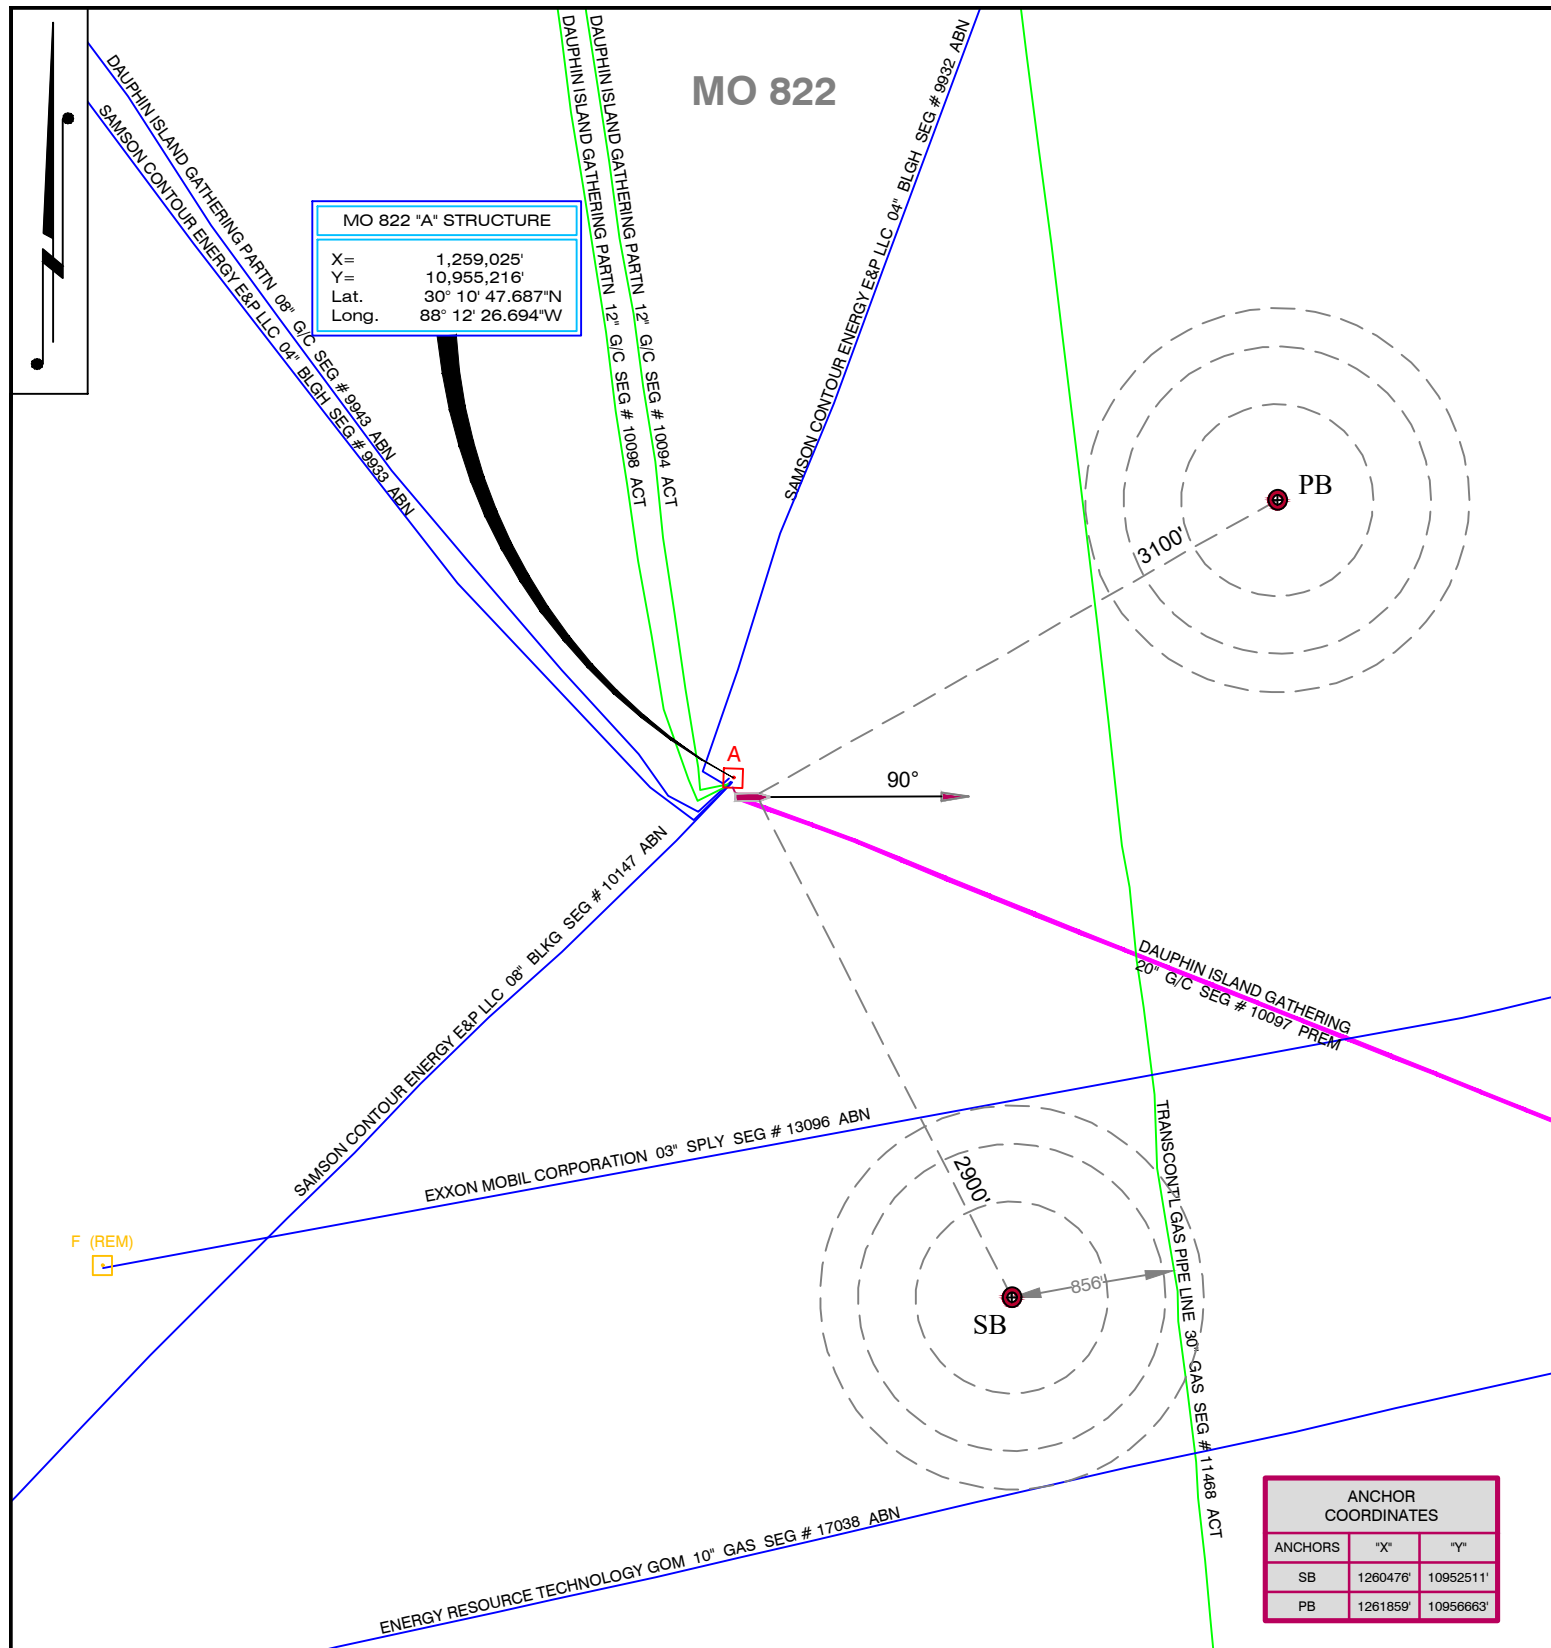 MO 822
DAUPHIN ISLAND GATHERING PARTN 08" G/C SEG # 9943 ABN
SAMSON CONTOUR ENERGY E&P LLC 04" BLGH SEG # 9933 ABN
DAUPHIN ISLAND GATHERING PARTN 12" G/C SEG # 10098 ACT
DAUPHIN ISLAND GATHERING PARTN 12" G/C SEG # 10094 ACT
SAMSON CONTOUR ENERGY E&P LLC 04" BLGH SEG # 9932 ABN
MO 822 "A" STRUCTURE
X= 1,259,025'
Y= 10,955,216'
Lat. 30° 10' 47.687"N
Long. 88° 12' 26.694"W
PB
3100'
A
90°
SAMSON CONTOUR ENERGY E&P LLC 08" BLKG SEG # 10147 ABN
DAUPHIN ISLAND GATHERING
20" G/C SEG # 10097 PREM
EXXON MOBIL CORPORATION 03" SPLY SEG # 13096 ABN
TRANSCONT'L GAS PIPE LINE 30" GAS SEG # 11468 ACT
2900'
F (REM)
856'
SB
ENERGY RESOURCE TECHNOLOGY GOM 10" GAS SEG # 17038 ABN
ANCHOR
COORDINATES
ANCHORS "X" "Y"
SB 1260476' 10952511'
PB 1261859' 10956663'